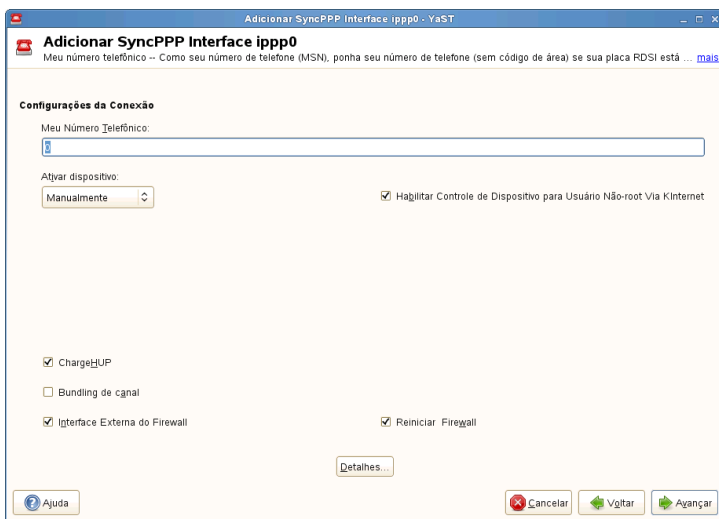 Adicionar SyncPPP Interface ippp0 - YaST
Adicionar SyncPPP Interface ippp0
Meu número telefônico -- Como seu número de telefone (MSN), ponha seu número de telefone (sem código de área) se sua placa RDSI está ... mais
Configurações da Conexão
Meu Número Telefônico:
0
Ativar dispositivo:
Manualmente
Habilitar Controle de Dispositivo para Usuário Não-root Via KInternet
ChargeHUP
Bundling de canal
Interface Externa do Firewall
Reiniciar Firewall
Detalhes...
Ajuda
Cancelar
Voltar
Avançar